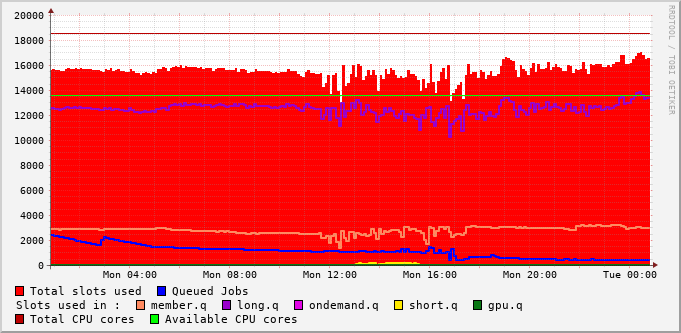 20000
18000
16000
14000
12000
10000
8000
6000
4000
2000
0
Mon 04:00 Mon 08:00 Mon 12:00 Mon 16:00 Mon 20:00 Tue 00:00
RRDTOOL / TOBI OETIKER
Total slots used Queued Jobs
Slots used in : member.q long.q ondemand.q short.q gpu.q
Total CPU cores Available CPU cores